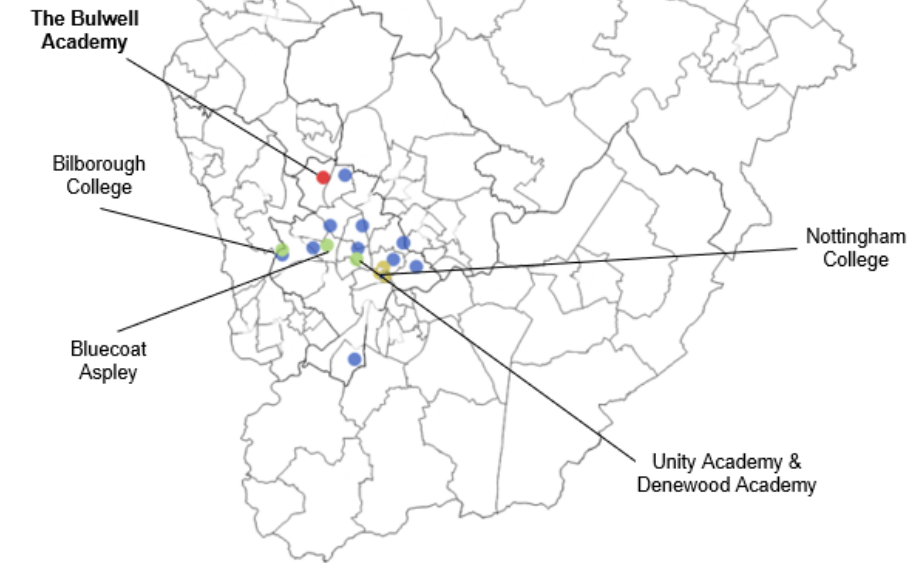 The Bulwell
Academy
Bilborough
College
Nottingham
College
Bluecoat
Aspley
Unity Academy &
Denewood Academy